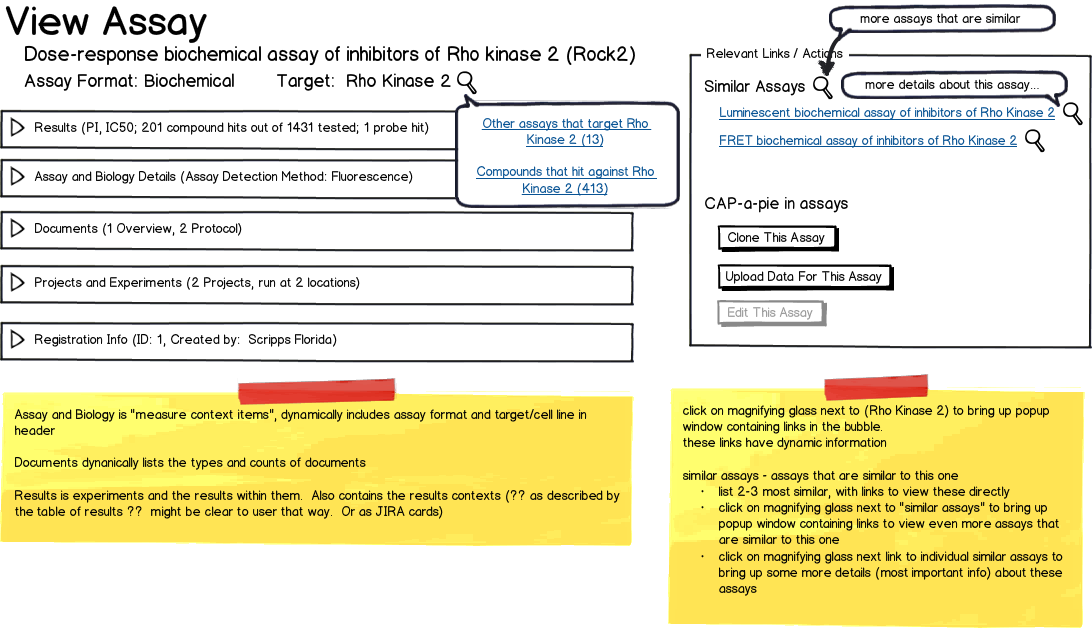 View Assay
Dose-response biochemical assay of inhibitors of Rho kinase 2 (Rock2)
Assay Format: Biochemical Target: Rho Kinase 2
Results (PI, IC50; 201 compound hits out of 1431 tested; 1 probe hit)
Assay and Biology Details (Assay Detection Method: Fluorescence)
Documents (1 Overview, 2 Protocol)
Projects and Experiments (2 Projects, run at 2 locations)
Registration Info (ID: 1, Created by: Scripps Florida)
Other assays that target Rho
Kinase 2 (13)
Compounds that hit against Rho
Kinase 2 (413)
more assays that are similar
Relevant Links / Actions
Similar Assays
more details about this assay...
Luminescent biochemical assay of inhibitors of Rho Kinase 2
FRET biochemical assay of inhibitors of Rho Kinase 2
CAP-a-pie in assays
Clone This Assay
Upload Data For This Assay
Edit This Assay
Assay and Biology is "measure context items", dynamically includes assay format and target/cell line in
header
Documents dynanically lists the types and counts of documents
Results is experiments and the results within them. Also contains the results contexts (?? as described by
the table of results ?? might be clear to user that way. Or as JIRA cards)
click on magnifying glass next to (Rho Kinase 2) to bring up popup
window containing links in the bubble.
these links have dynamic information
similar assays - assays that are similar to this one
• list 2-3 most similar, with links to view these directly
• click on magnifying glass next to "similar assays" to bring up
popup window containing links to view even more assays that
are similar to this one
• click on magnifying glass next link to individual similar assays to
bring up some more details (most important info) about these
assays